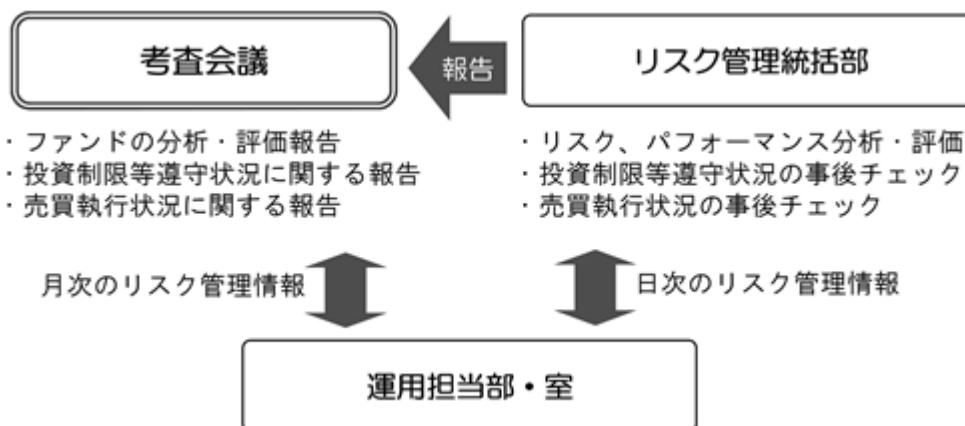 考査会議
報告
リスク管理統括部
・ファンドの分析・評価報告
・投資制限等遵守状況に関する報告
・売買執行状況に関する報告
・リスク、パフォーマンス分析・評価
・投資制限等遵守状況の事後チェック
・売買執行状況の事後チェック
月次のリスク管理情報
日次のリスク管理情報
運用担当部・室